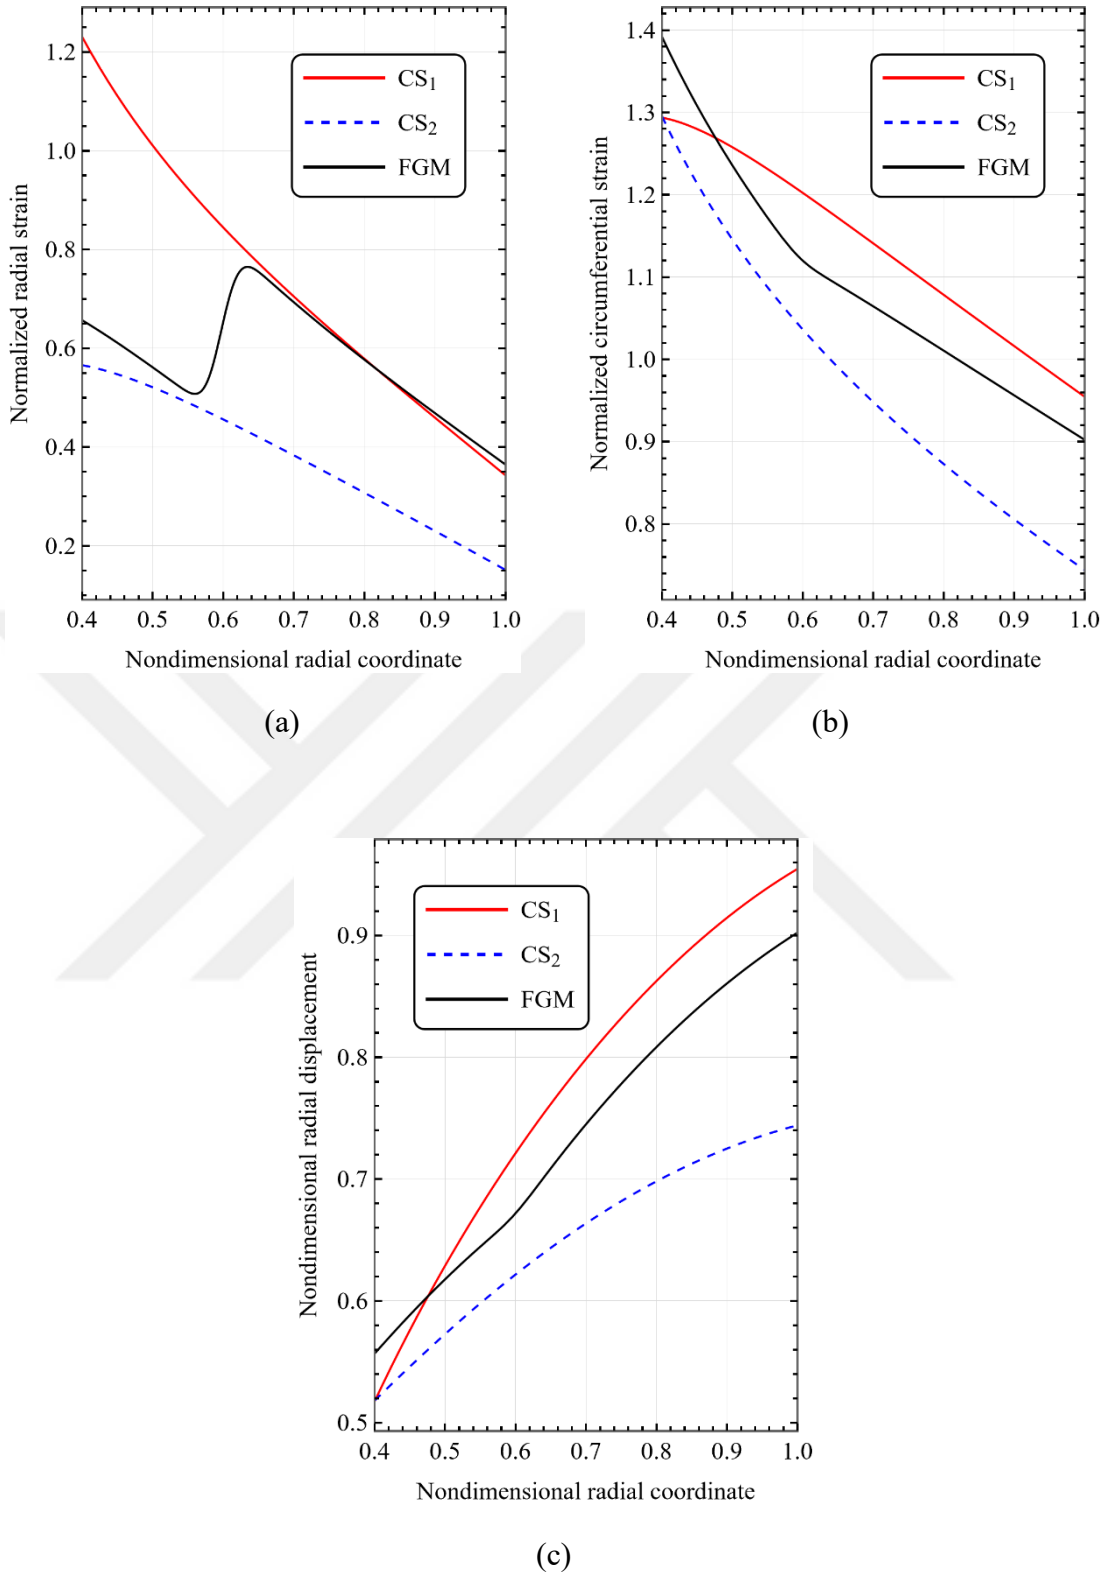 1.2
1.0
0.8
0.6
0.4
0.2
Normalized radial strain
CS1
CS2
FGM
0.4 0.5 0.6 0.7 0.8 0.9 1.0
Nondimensional radial coordinate
(a)
1.4
1.3
1.2
1.1
1.0
0.9
0.8
Normalized circumferential strain
CS1
CS2
FGM
0.4 0.5 0.6 0.7 0.8 0.9 1.0
Nondimensional radial coordinate
(b)
0.9
0.8
0.7
0.6
0.5
Nondimensional radial displacement
CS1
CS2
FGM
0.4 0.5 0.6 0.7 0.8 0.9 1.0
Nondimensional radial coordinate
(c)